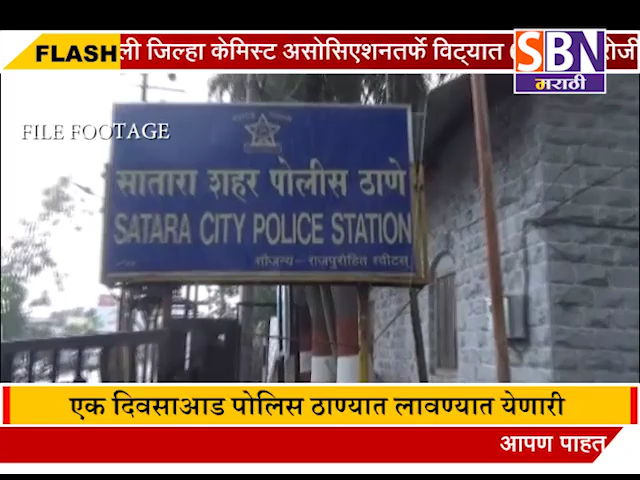 FLASH ली जिल्हा केमिस्ट असोसिएशनतर्फे विट्यात
रोजी
SBN
मराठी
FILE FOOTAGE
सातारा शहर पोलीस ठाणे
SATARA CITY POLICE STATION
सौजन्य - राजपुरोहित स्वीटस्
एक दिवसाआड पोलिस ठाण्यात लावण्यात येणारी
आपण पाहत